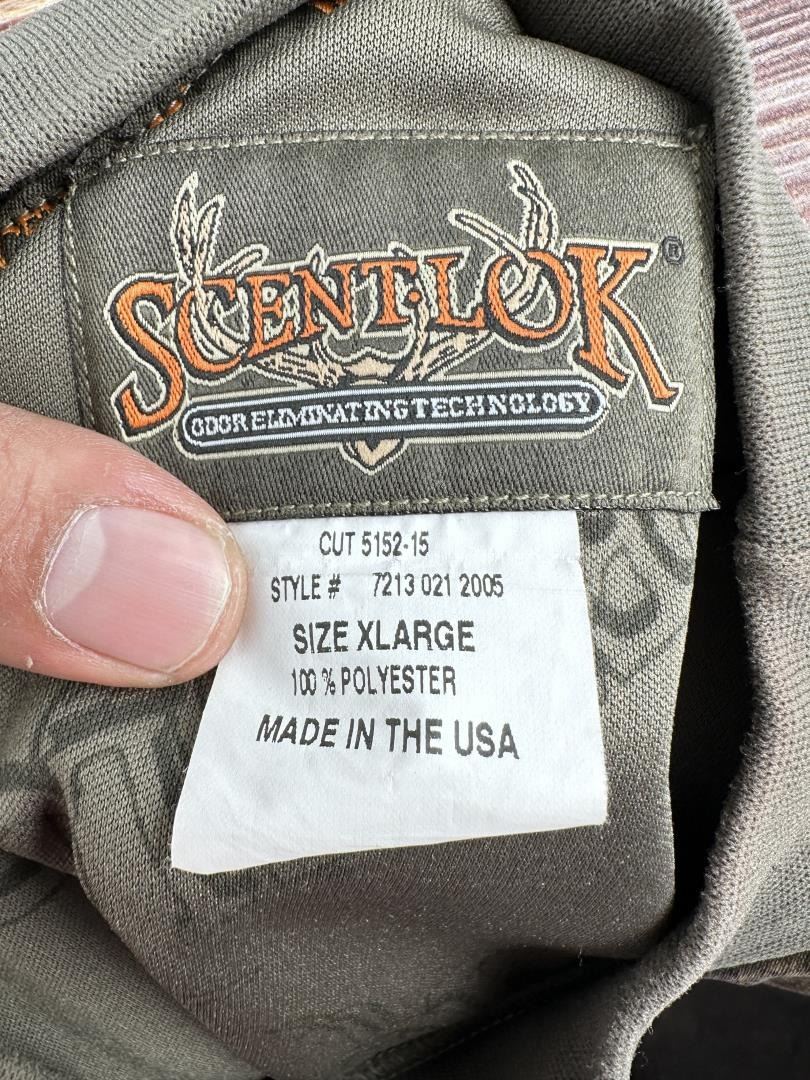 SCENT·LOK®
ODOR ELIMINATING TECHNOLOGY
CUT 5152-15
STYLE # 7213 021 2005
SIZE XLARGE
100 % POLYESTER
MADE IN THE USA